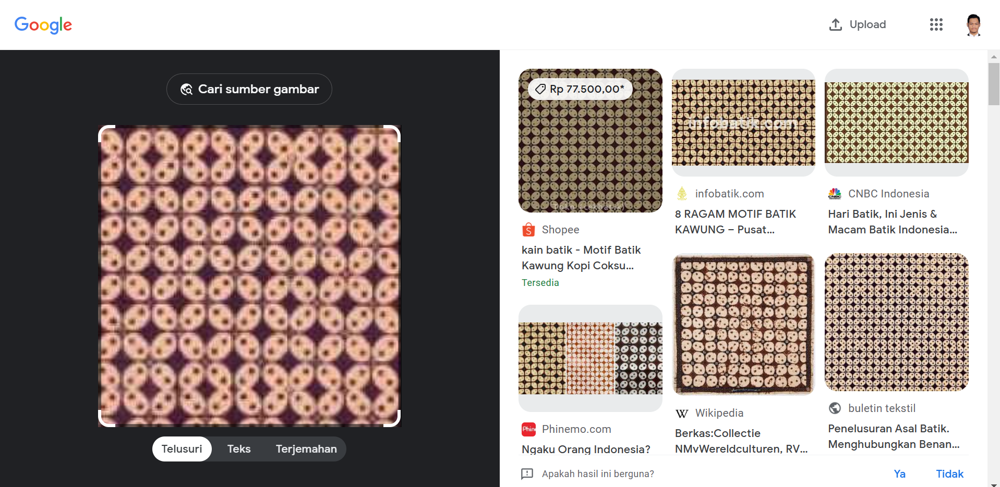 Google
Upload
Cari sumber gambar
Telusuri
Teks
Terjemahan
Rp 77.500,00*
Toko (cekbatik)
Shopee
kain batik - Motif Batik
Kawung Kopi Coksu...
Tersedia
infobatik.com
infobatik.com
8 RAGAM MOTIF BATIK
KAWUNG – Pusat...
CNBC
CNBC Indonesia
Hari Batik, Ini Jenis &
Macam Batik Indonesia...
Phin
Phinemo.com
Ngaku Orang Indonesia?
W
Wikipedia
Berkas:Collectie
NMvWereldculturen, RV...
buletin tekstil
Penelusuran Asal Batik.
Menghubungkan Benan...
Apakah hasil ini berguna?
Ya
Tidak